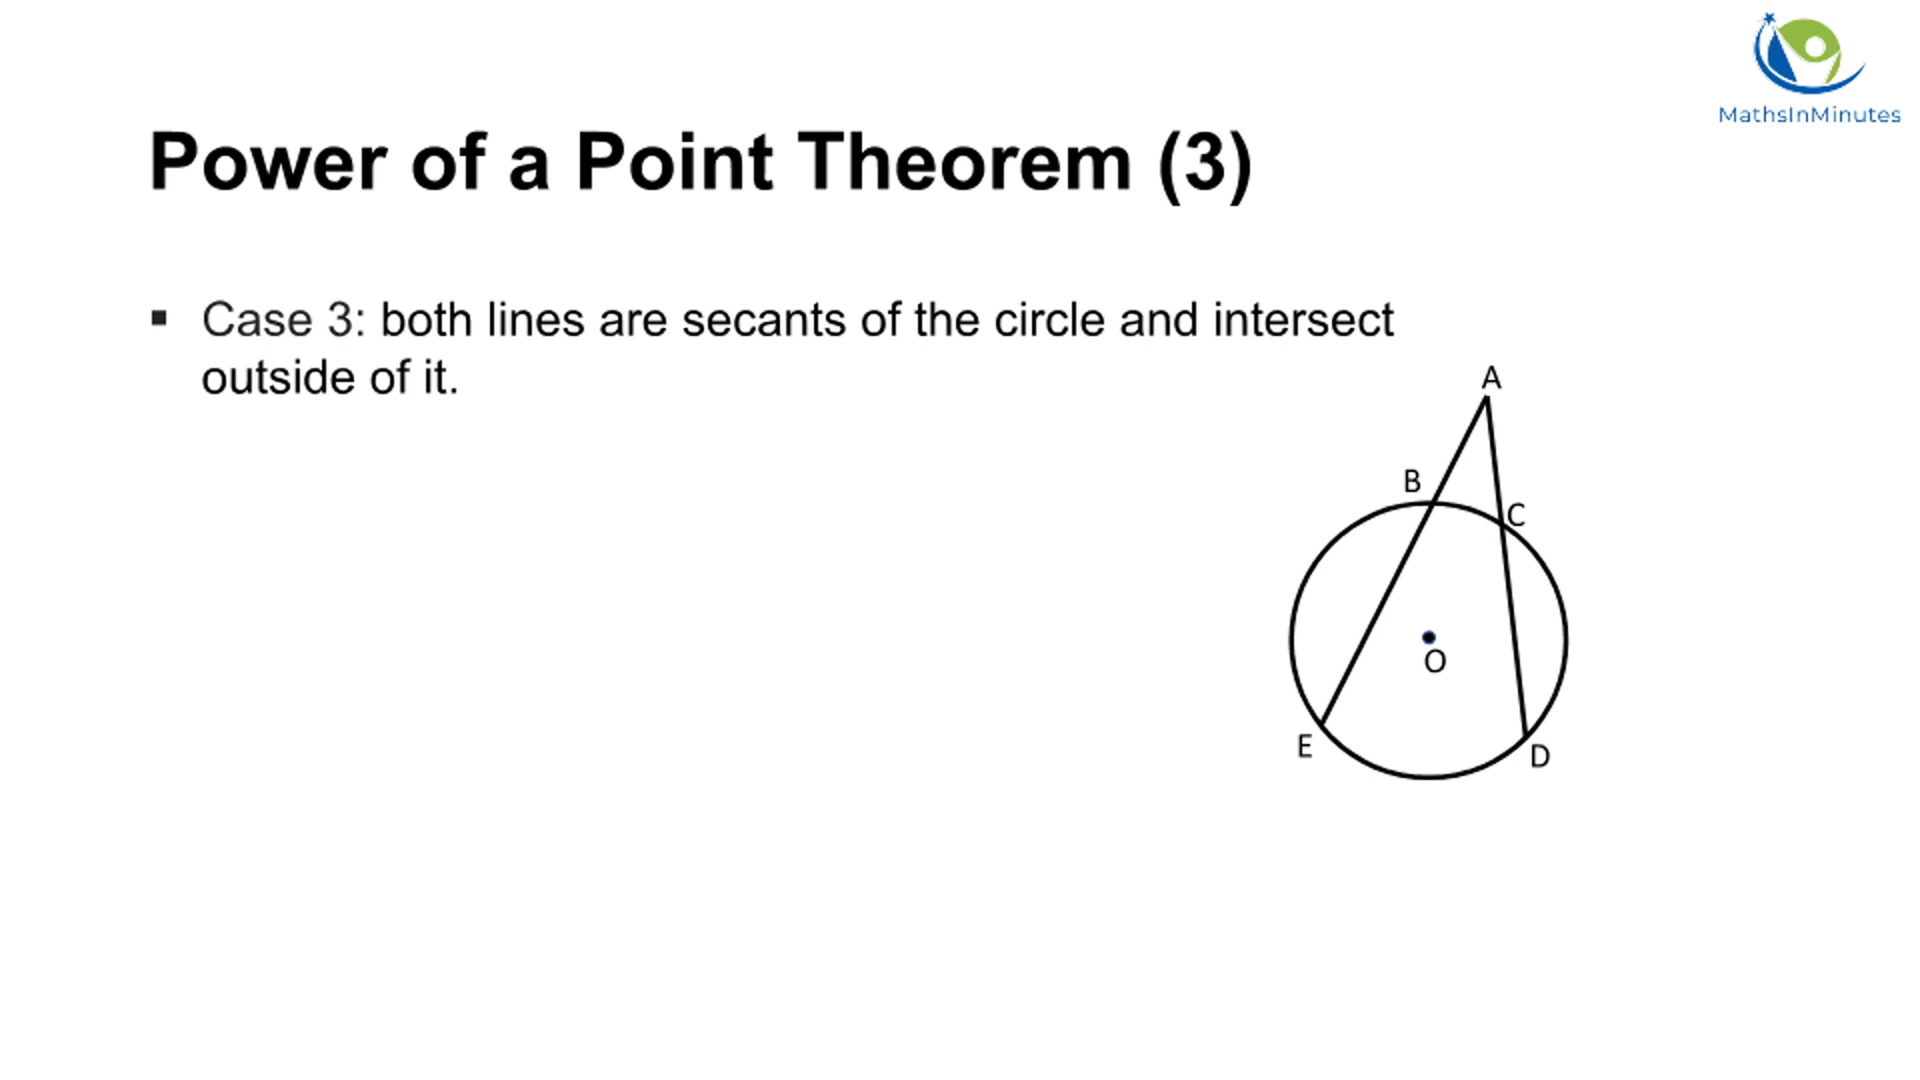 MathsInMinutes
Power of a Point Theorem (3)
▪ Case 3: both lines are secants of the circle and intersect
outside of it.
A
B
C
O
E
D